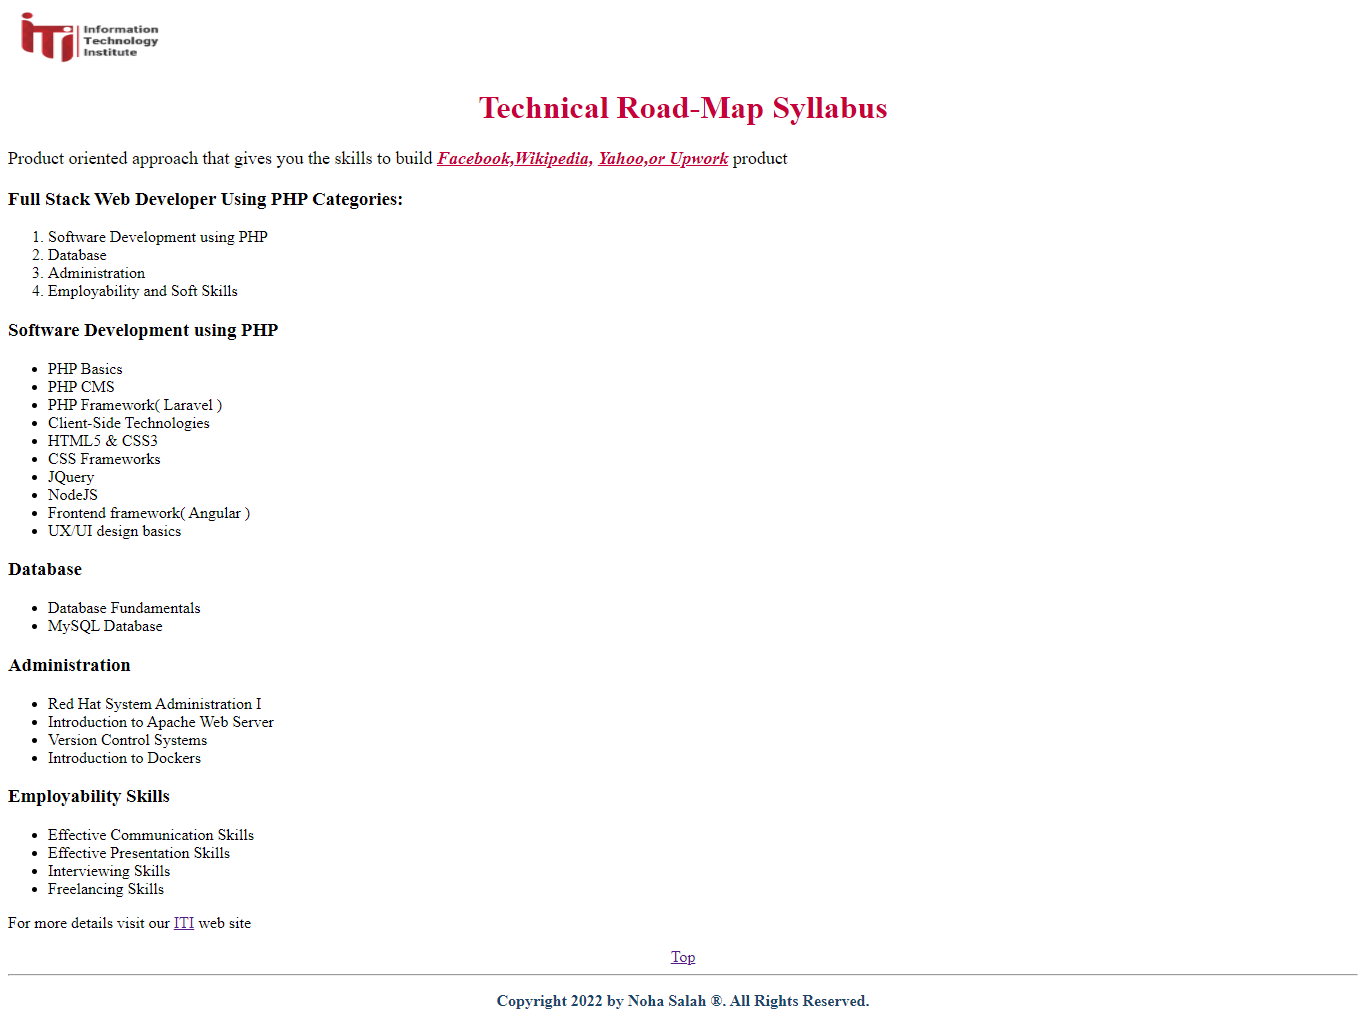 iTi Information
Technology
Institute
Technical Road-Map Syllabus
Product oriented approach that gives you the skills to build Facebook,Wikipedia, Yahoo,or Upwork product
Full Stack Web Developer Using PHP Categories:
1. Software Development using PHP
2. Database
3. Administration
4. Employability and Soft Skills
Software Development using PHP
• PHP Basics
• PHP CMS
• PHP Framework( Laravel )
• Client-Side Technologies
• HTML5 & CSS3
• CSS Frameworks
• JQuery
• NodeJS
• Frontend framework( Angular )
• UX/UI design basics
Database
• Database Fundamentals
• MySQL Database
Administration
• Red Hat System Administration I
• Introduction to Apache Web Server
• Version Control Systems
• Introduction to Dockers
Employability Skills
• Effective Communication Skills
• Effective Presentation Skills
• Interviewing Skills
• Freelancing Skills
For more details visit our ITI web site
Top
Copyright 2022 by Noha Salah ®. All Rights Reserved.